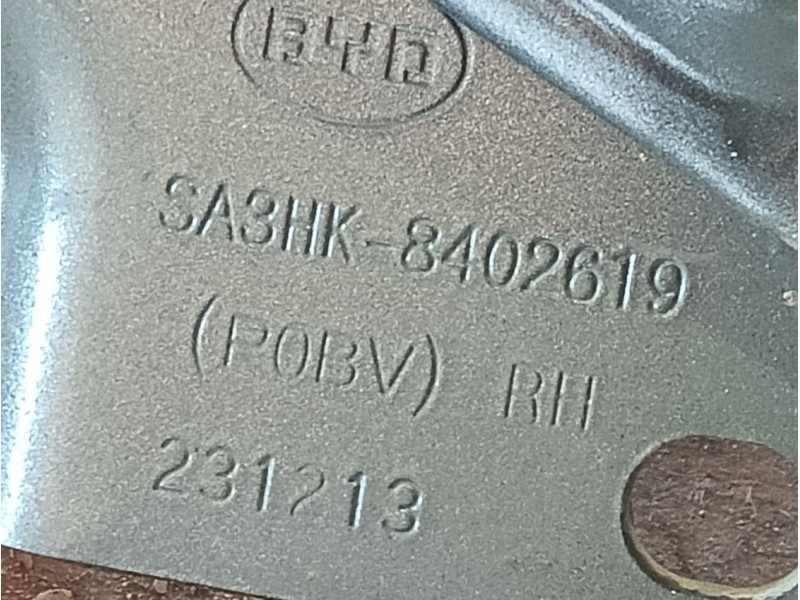 BYD
SA3HK-8402619
(P0BV) RH
231213